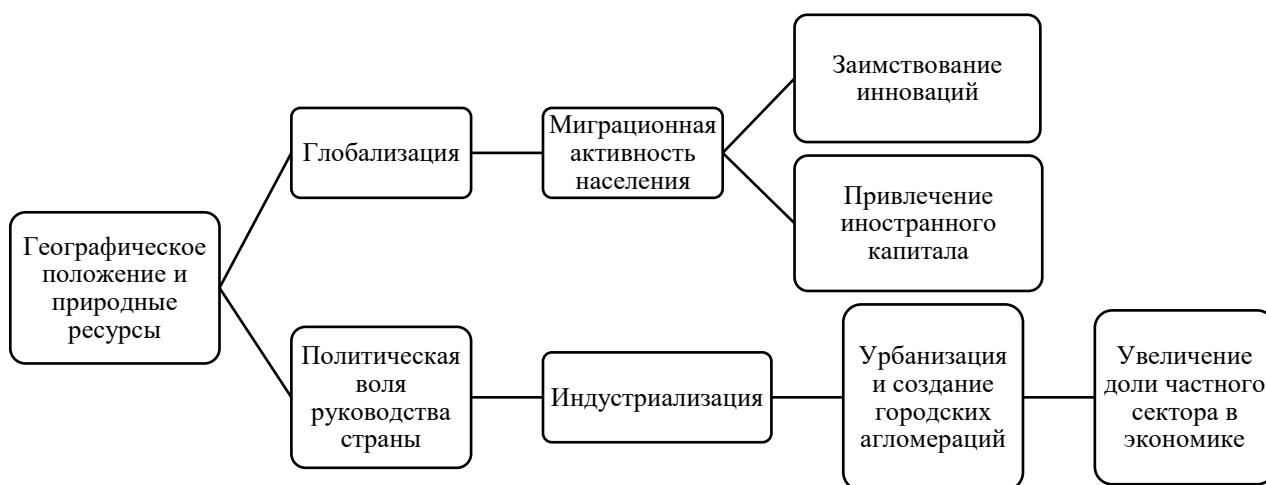 Географическое
положение и
природные
ресурсы
Глобализация
Миграционная
активность
населения
Заимствование
инноваций
Привлечение
иностранного
капитала
Политическая
воля
руководства
страны
Индустриализация
Урбанизация
и создание
городских
агломераций
Увеличение
доли частного
сектора в
экономике